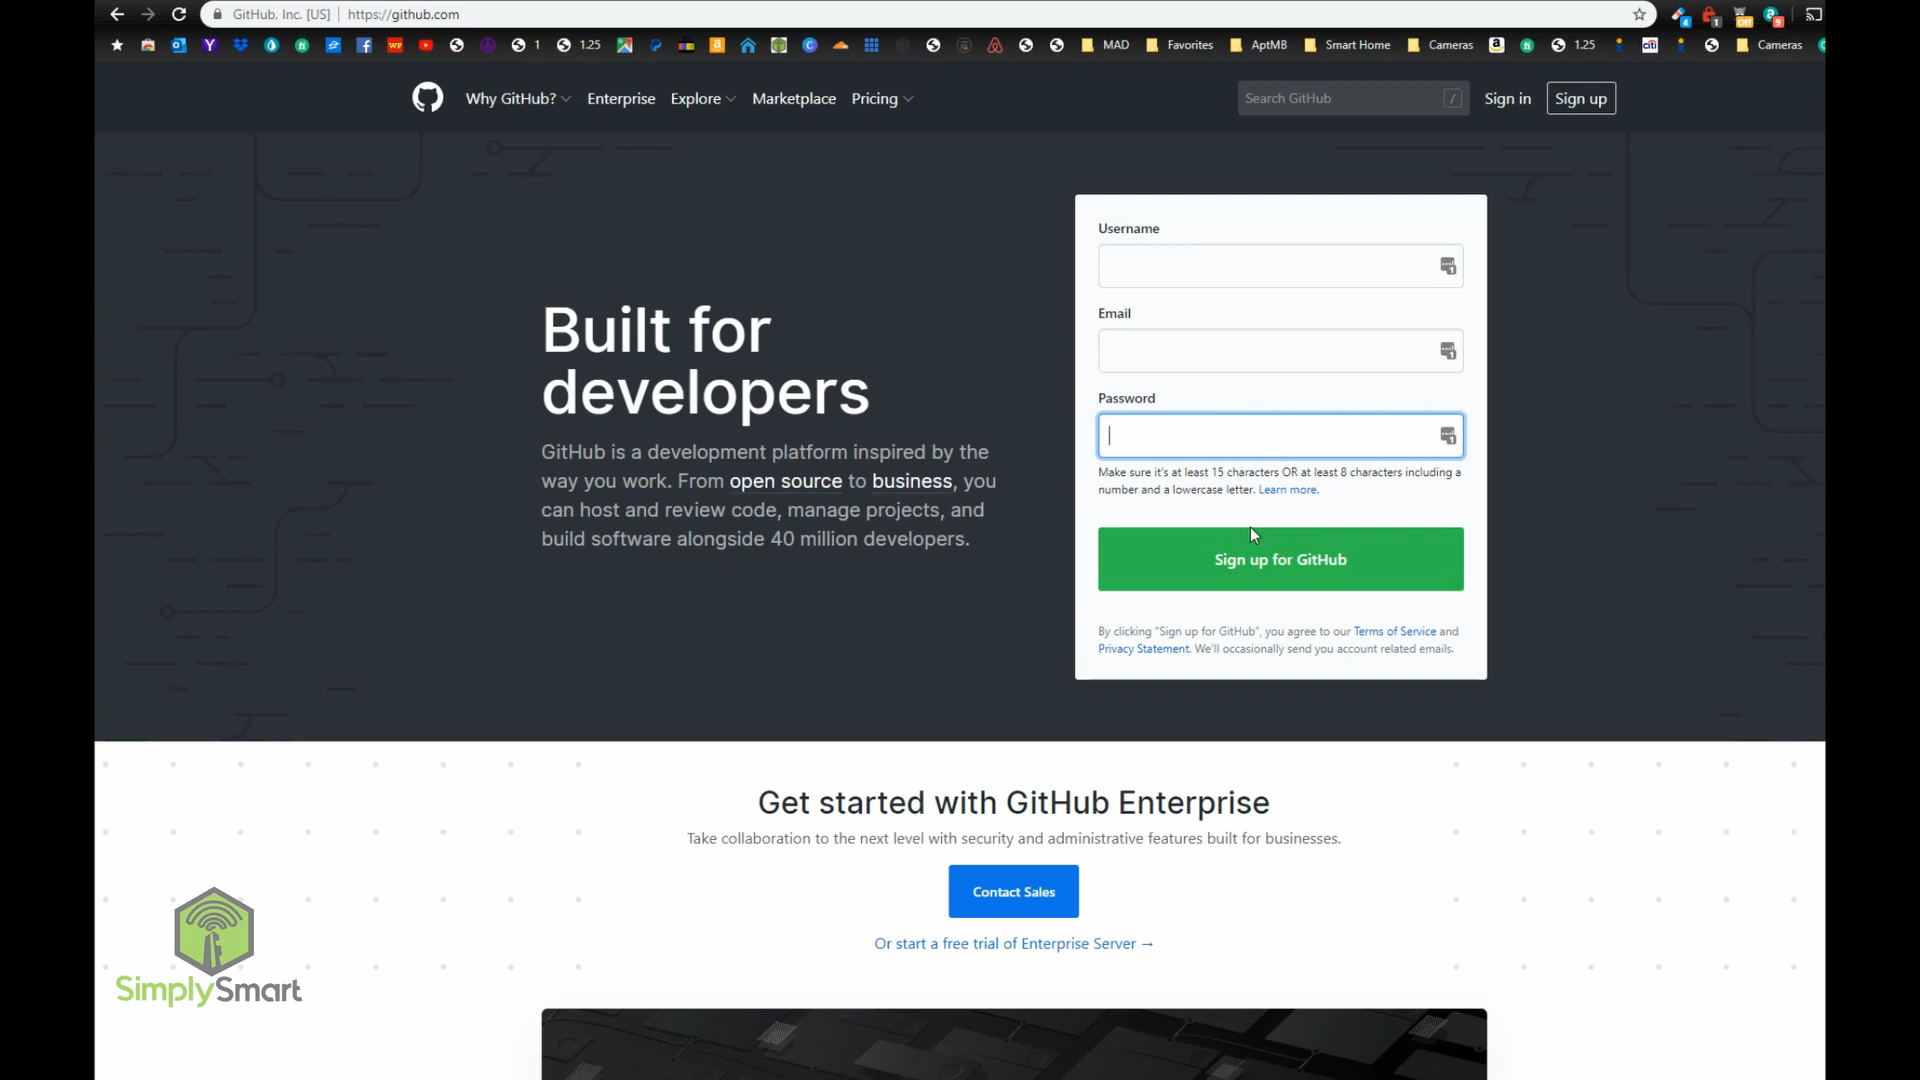 GitHub, Inc. [US] | https://github.com
1 1.25 MAD Favorites AptMB Smart Home Cameras 1.25 citi Cameras
Why GitHub? Enterprise Explore Marketplace Pricing Search GitHub / Sign in Sign up
Username
Email
Password
Make sure it's at least 15 characters OR at least 8 characters including a
number and a lowercase letter. Learn more.
Sign up for GitHub
By clicking “Sign up for GitHub”, you agree to our Terms of Service and
Privacy Statement. We'll occasionally send you account related emails.
Built for
developers
GitHub is a development platform inspired by the
way you work. From open source to business, you
can host and review code, manage projects, and
build software alongside 40 million developers.
Get started with GitHub Enterprise
Take collaboration to the next level with security and administrative features built for businesses.
Contact Sales
Or start a free trial of Enterprise Server →
SimplySmart